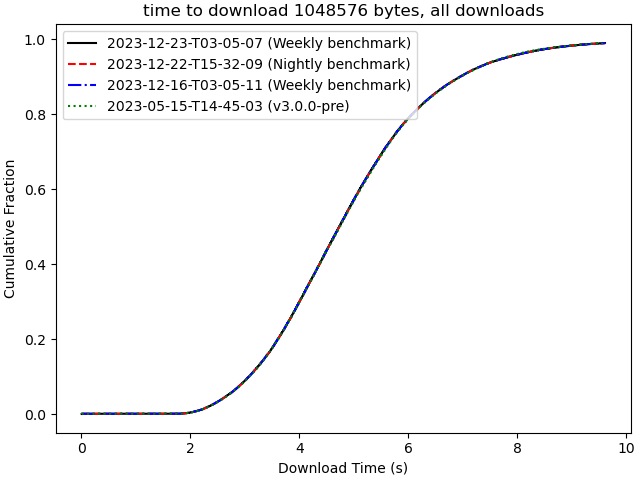 time to download 1048576 bytes, all downloads
2023-12-23-T03-05-07 (Weekly benchmark)
2023-12-22-T15-32-09 (Nightly benchmark)
2023-12-16-T03-05-11 (Weekly benchmark)
2023-05-15-T14-45-03 (v3.0.0-pre)
1.0
0.8
0.6
0.4
0.2
0.0
Cumulative Fraction
0 2 4 6 8 10
Download Time (s)